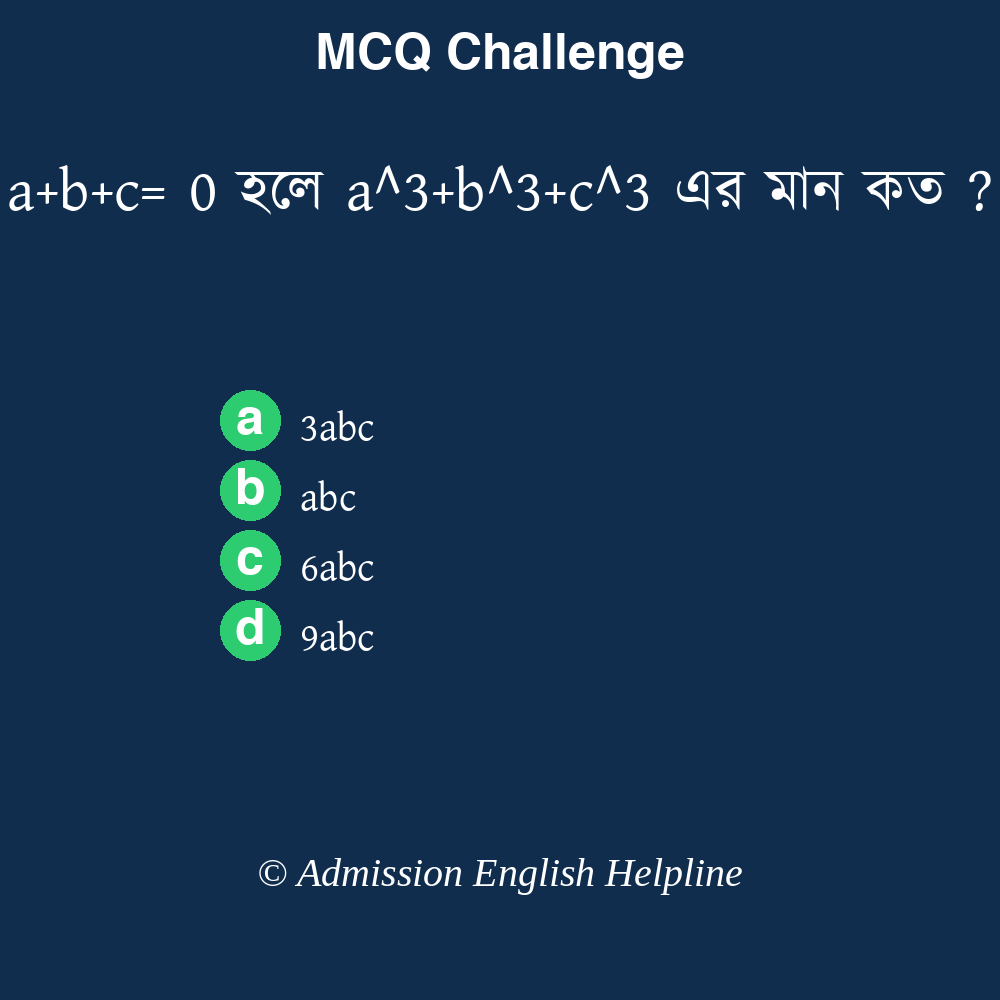 MCQ Challenge
a+b+c= 0 হলে a^3+b^3+c^3 এর মান কত ?
a 3abc
b abc
c 6abc
d 9abc
© Admission English Helpline